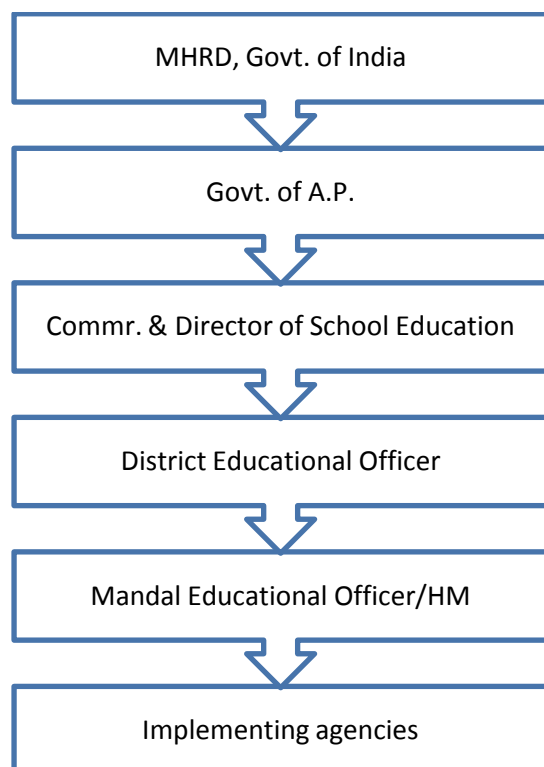 MHRD, Govt. of India
Govt. of A.P.
Commr. & Director of School Education
District Educational Officer
Mandal Educational Officer/HM
Implementing agencies